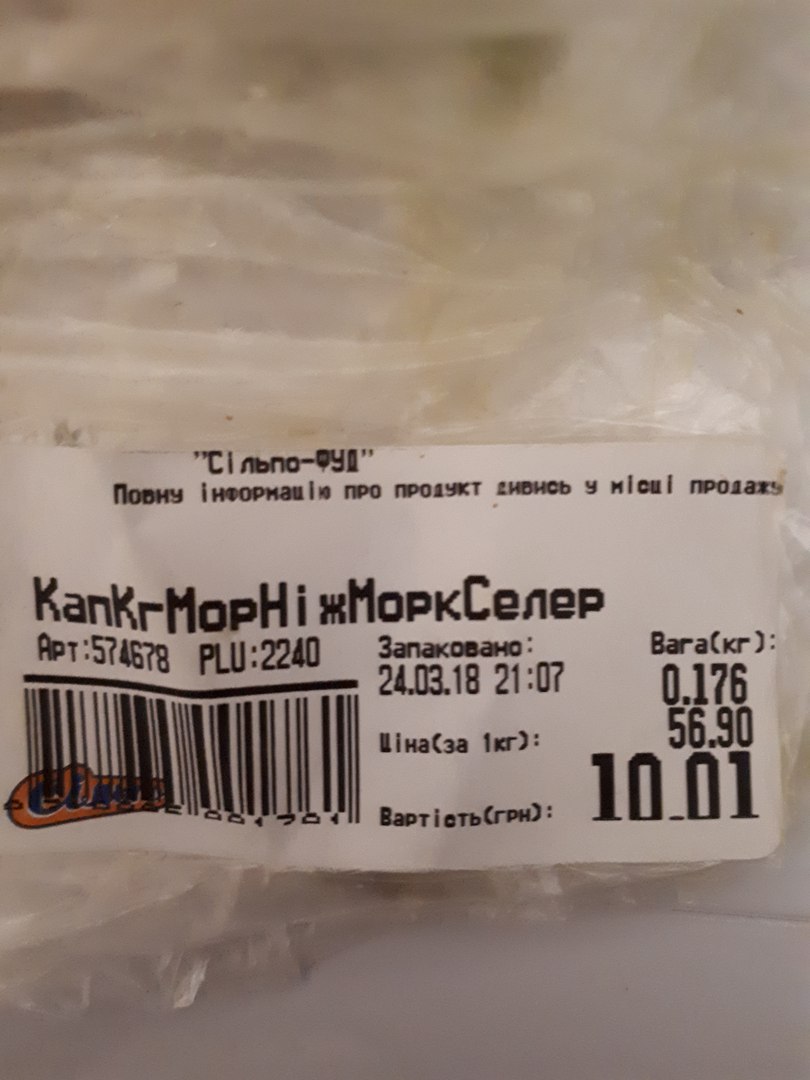 "Сільпо-ФУД"
Повну інформацію про продукт дивись у місці продажу
КапКгМорНіжМоркСелер
Арт:574678 PLU:2240
Запаковано:
24.03.18 21:07
Вага(кг):
0.176
Ціна(за 1кг):
56.90
Вартість(грн):
10.01
Сільпо